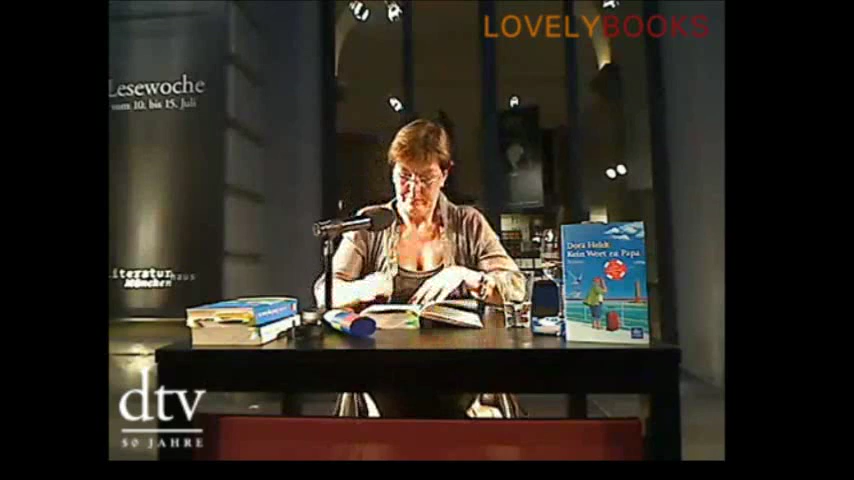 LOVELYBOOKS
Lesewoche
vom 10. bis 15. Juli
Dora Heldt
Kein Wort zu Papa
Literaturhaus
München
dtv
50 JAHRE